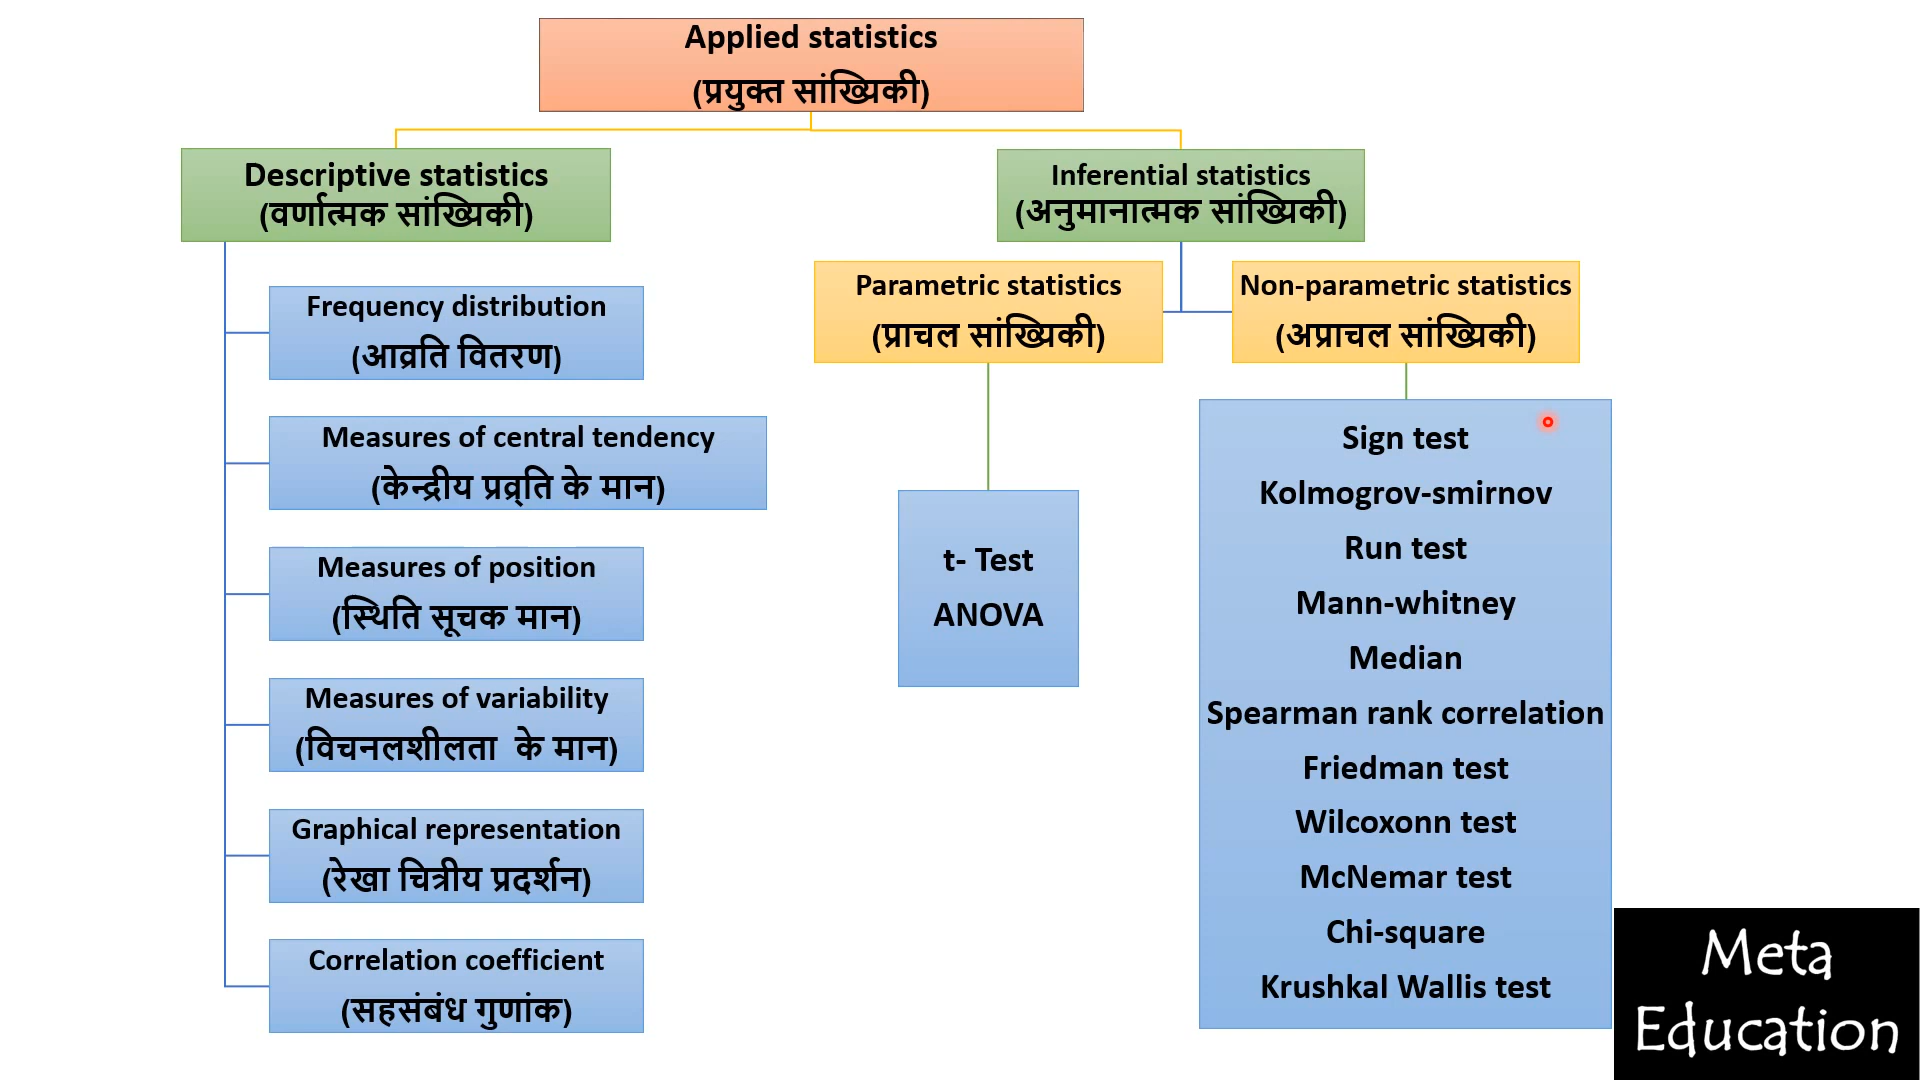 Applied statistics
(प्रयुक्त सांख्यिकी)
Descriptive statistics
(वर्णात्मक सांख्यिकी)
Inferential statistics
(अनुमानात्मक सांख्यिकी)
Frequency distribution
(आव्रति वितरण)
Measures of central tendency
(केन्द्रीय प्रव्र्ति के मान)
Measures of position
(स्थिति सूचक मान)
Measures of variability
(विचनलशीलता के मान)
Graphical representation
(रेखा चित्रीय प्रदर्शन)
Correlation coefficient
(सहसंबंध गुणांक)
Parametric statistics
(प्राचल सांख्यिकी)
t- Test
ANOVA
Non-parametric statistics
(अप्राचल सांख्यिकी)
Sign test
Kolmogrov-smirnov
Run test
Mann-whitney
Median
Spearman rank correlation
Friedman test
Wilcoxonn test
McNemar test
Chi-square
Krushkal Wallis test
Meta
Education